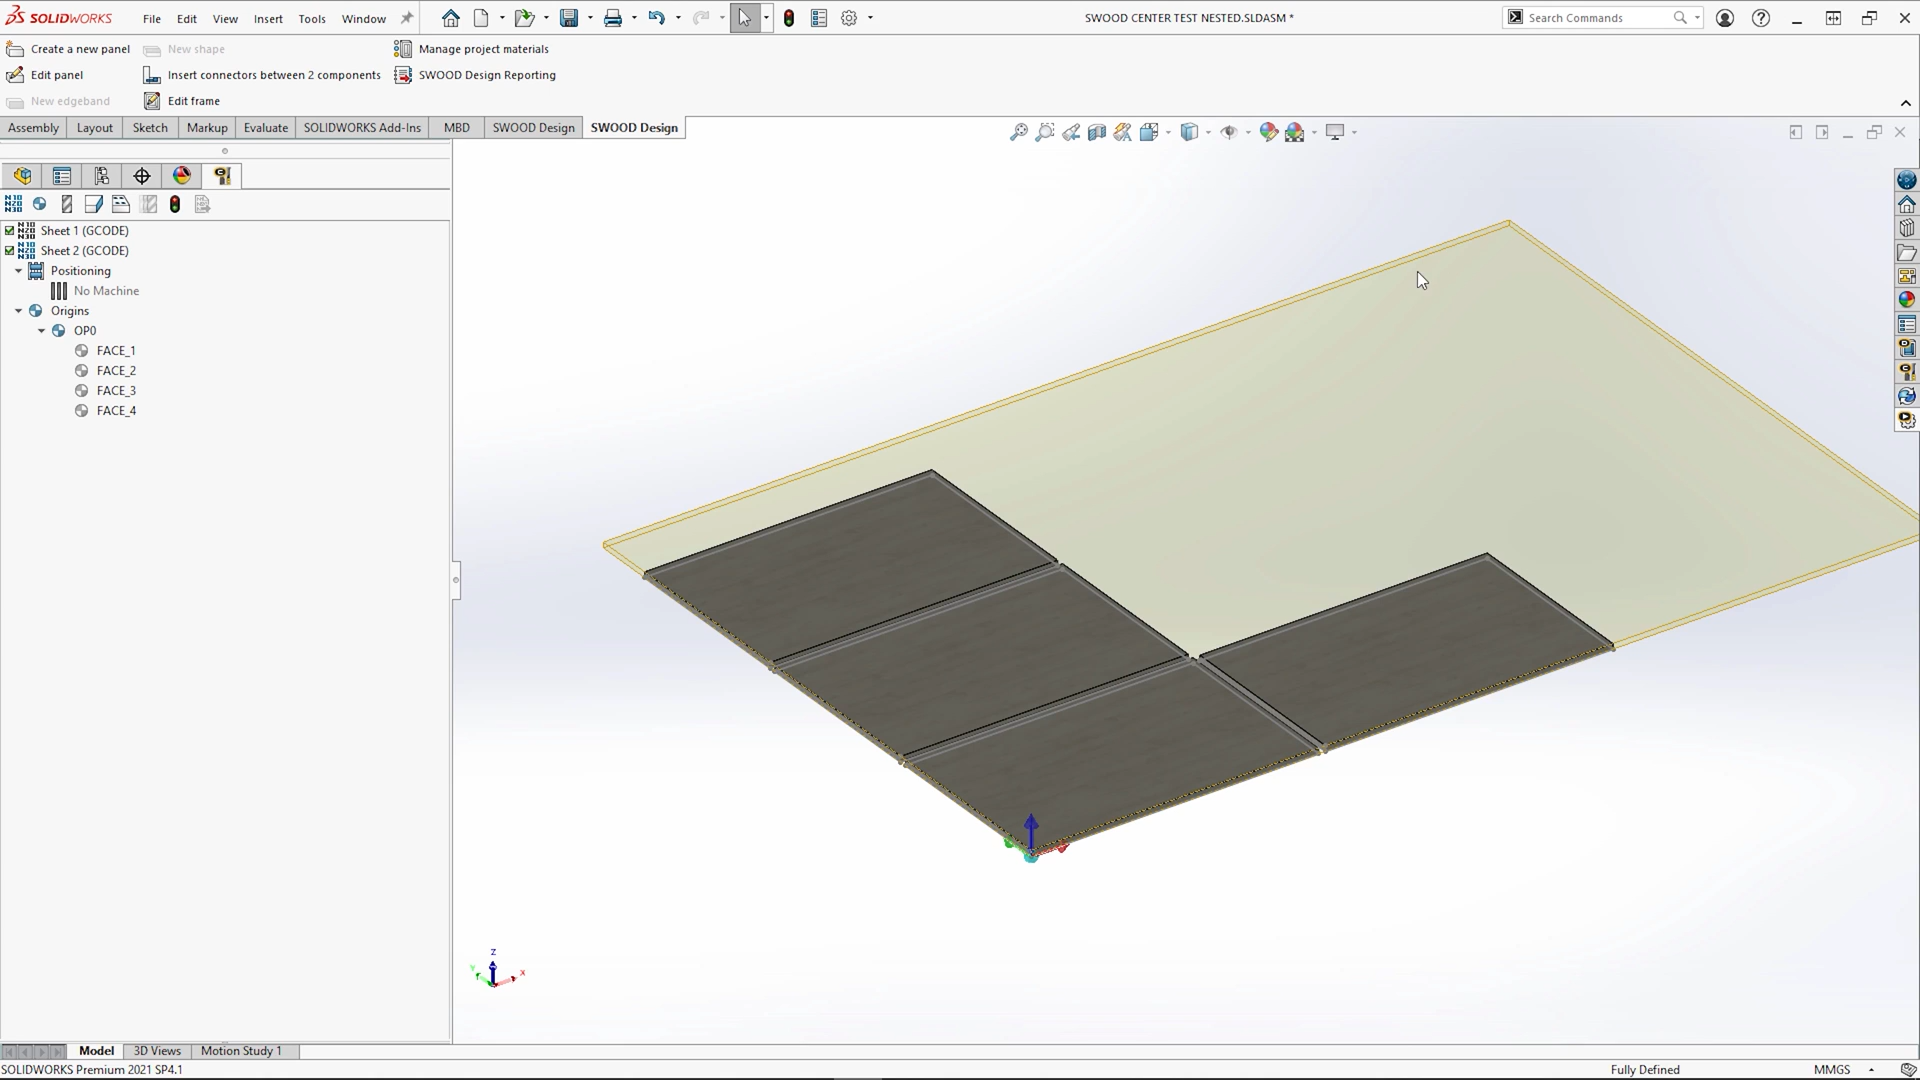 SOLIDWORKS File Edit View Insert Tools Window SWOOD CENTER TEST NESTED.SLDASM * Search Commands
Create a new panel New shape Manage project materials
Edit panel Insert connectors between 2 components SWOOD Design Reporting
New edgeband Edit frame
Assembly Layout Sketch Markup Evaluate SOLIDWORKS Add-Ins MBD SWOOD Design SWOOD Design
Sheet 1 (GCODE)
Sheet 2 (GCODE)
Positioning
No Machine
Origins
OP0
FACE_1
FACE_2
FACE_3
FACE_4
Z
Y X
Model 3D Views Motion Study 1
SOLIDWORKS Premium 2021 SP4.1 Fully Defined MMGS